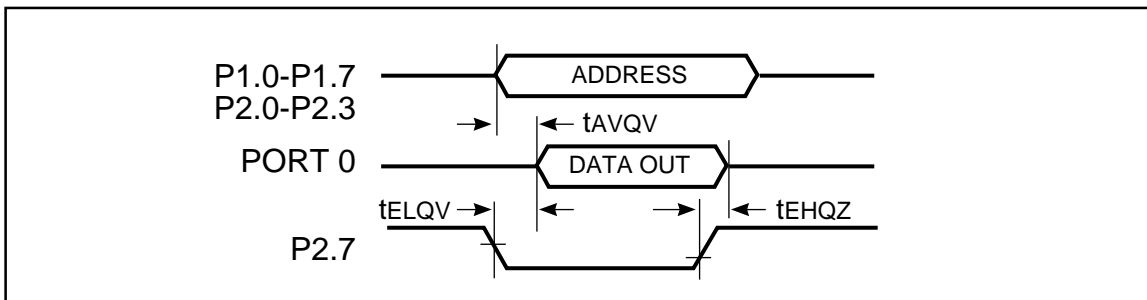 P1.0-P1.7
ADDRESS
P2.0-P2.3
tAVQV
PORT 0
DATA OUT
tELQV
tEHQZ
P2.7